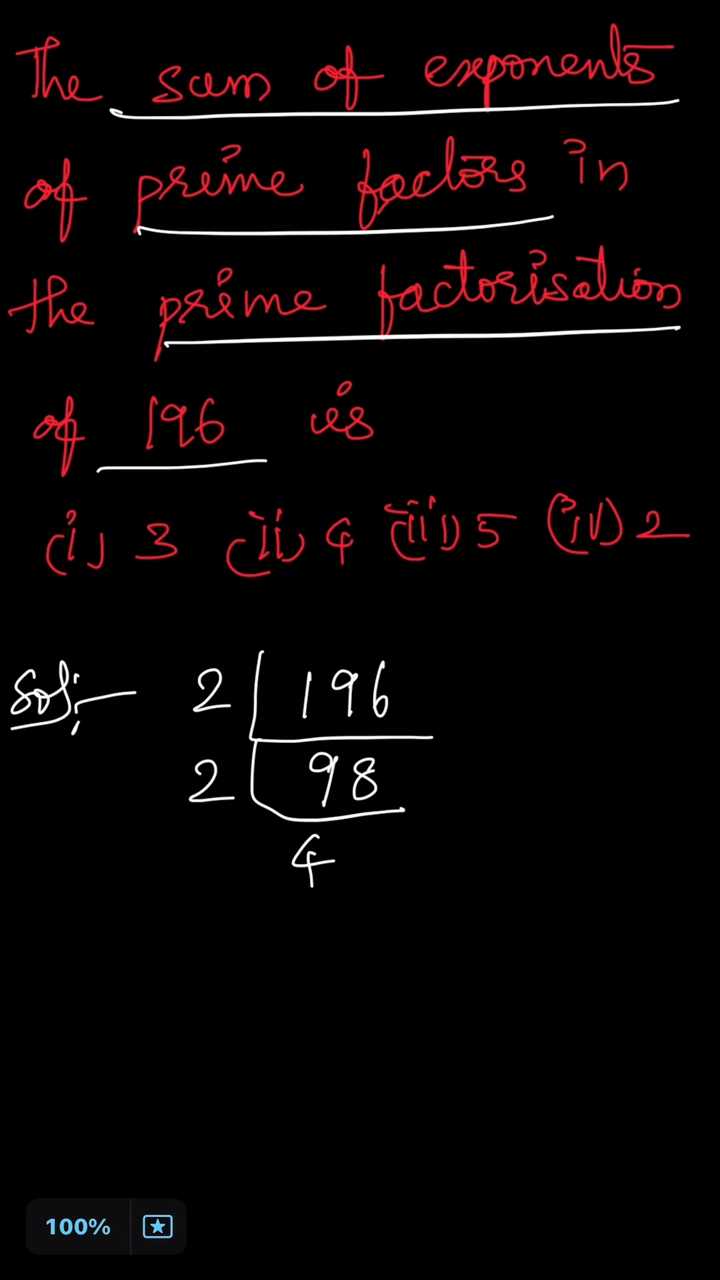 The sum of exponents
of prime factors in
the prime factorisation
of 196 is
(i) 3 (ii) 4 (iii) 5 (iv) 2
Sol:- 2 196
2 98
4
100%